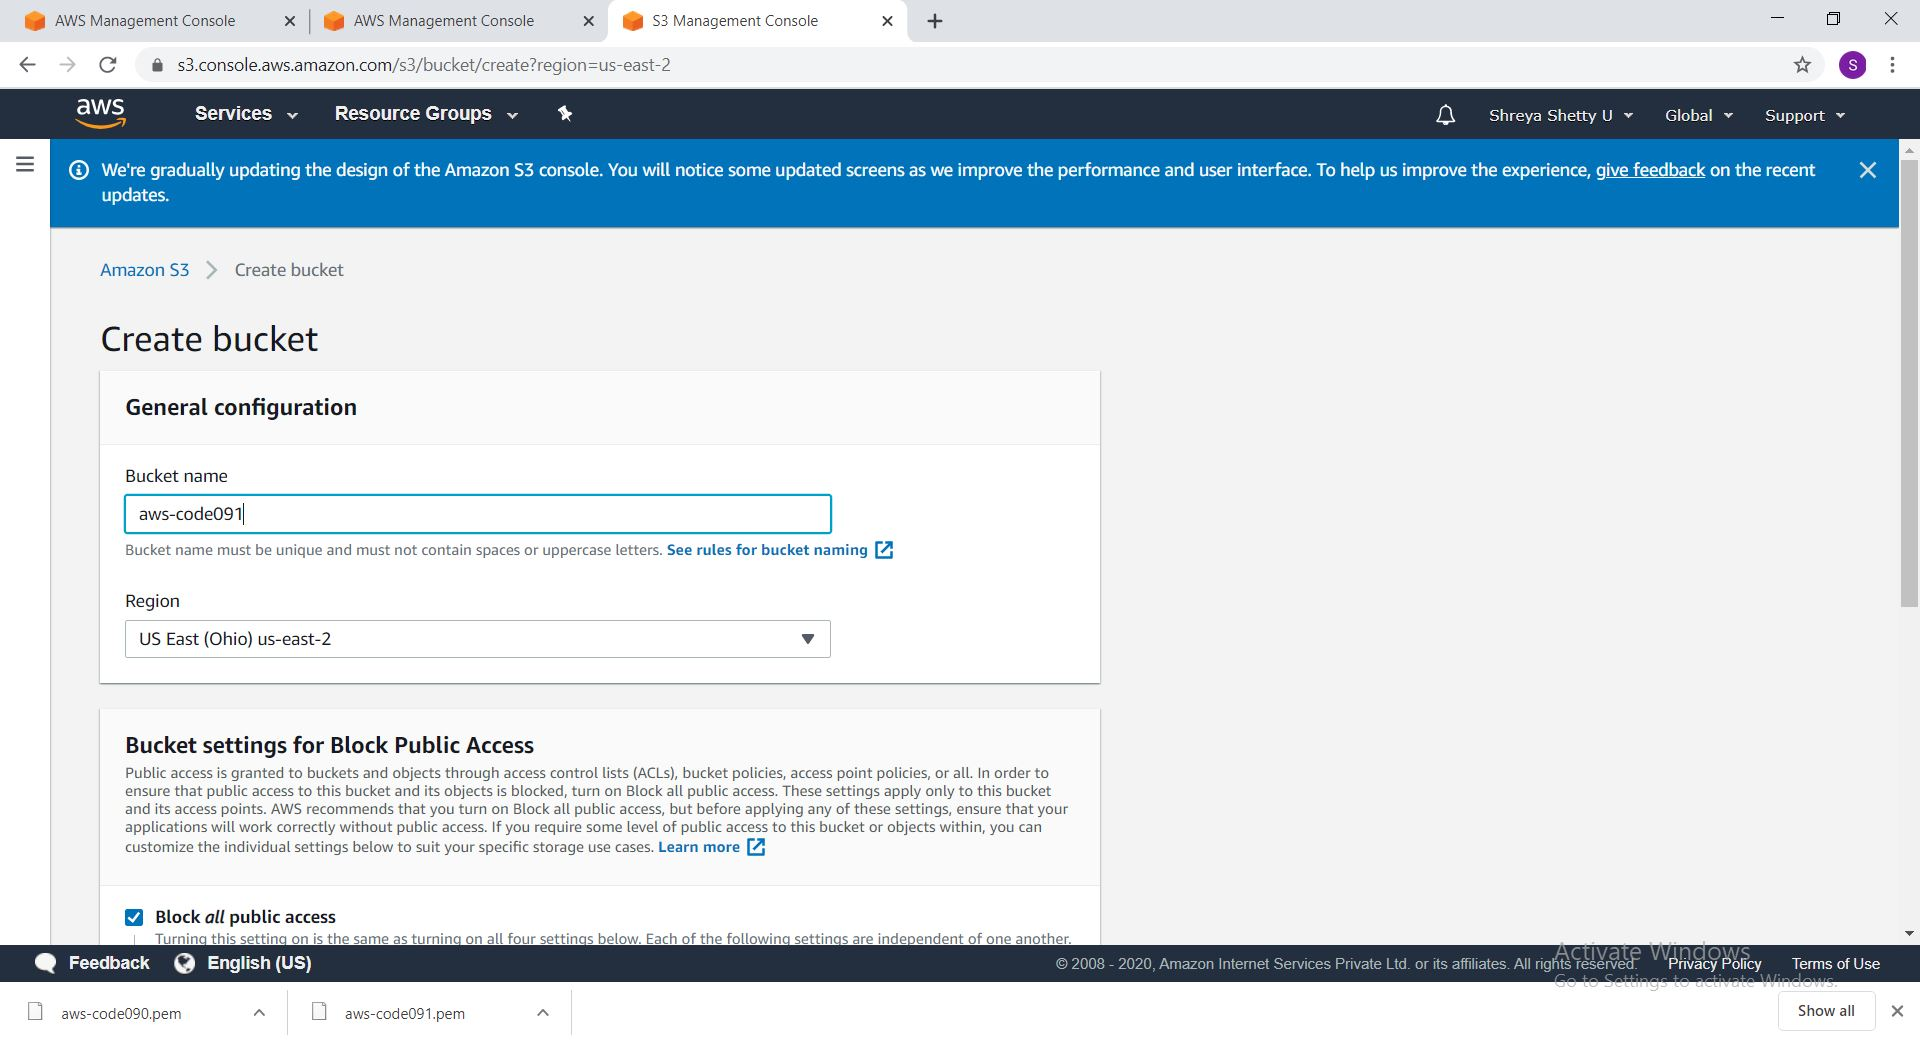 AWS Management Console
AWS Management Console
S3 Management Console
s3.console.aws.amazon.com/s3/bucket/create?region=us-east-2
S
aws
Services
Resource Groups
Shreya Shetty U
Global
Support
We're gradually updating the design of the Amazon S3 console. You will notice some updated screens as we improve the performance and user interface. To help us improve the experience, give feedback on the recent
updates.
Amazon S3
Create bucket
Create bucket
General configuration
Bucket name
aws-code091
Bucket name must be unique and must not contain spaces or uppercase letters. See rules for bucket naming
Region
US East (Ohio) us-east-2
Bucket settings for Block Public Access
Public access is granted to buckets and objects through access control lists (ACLs), bucket policies, access point policies, or all. In order to
ensure that public access to this bucket and its objects is blocked, turn on Block all public access. These settings apply only to this bucket
and its access points. AWS recommends that you turn on Block all public access, but before applying any of these settings, ensure that your
applications will work correctly without public access. If you require some level of public access to this bucket or objects within, you can
customize the individual settings below to suit your specific storage use cases. Learn more
Block all public access
Turning this setting on is the same as turning on all four settings below. Each of the following settings are independent of one another.
Feedback
English (US)
© 2008 - 2020, Amazon Internet Services Private Ltd. or its affiliates. All rights reserved.
Privacy Policy
Terms of Use
Activate Windows
Go to Settings to activate Windows.
aws-code090.pem
aws-code091.pem
Show all